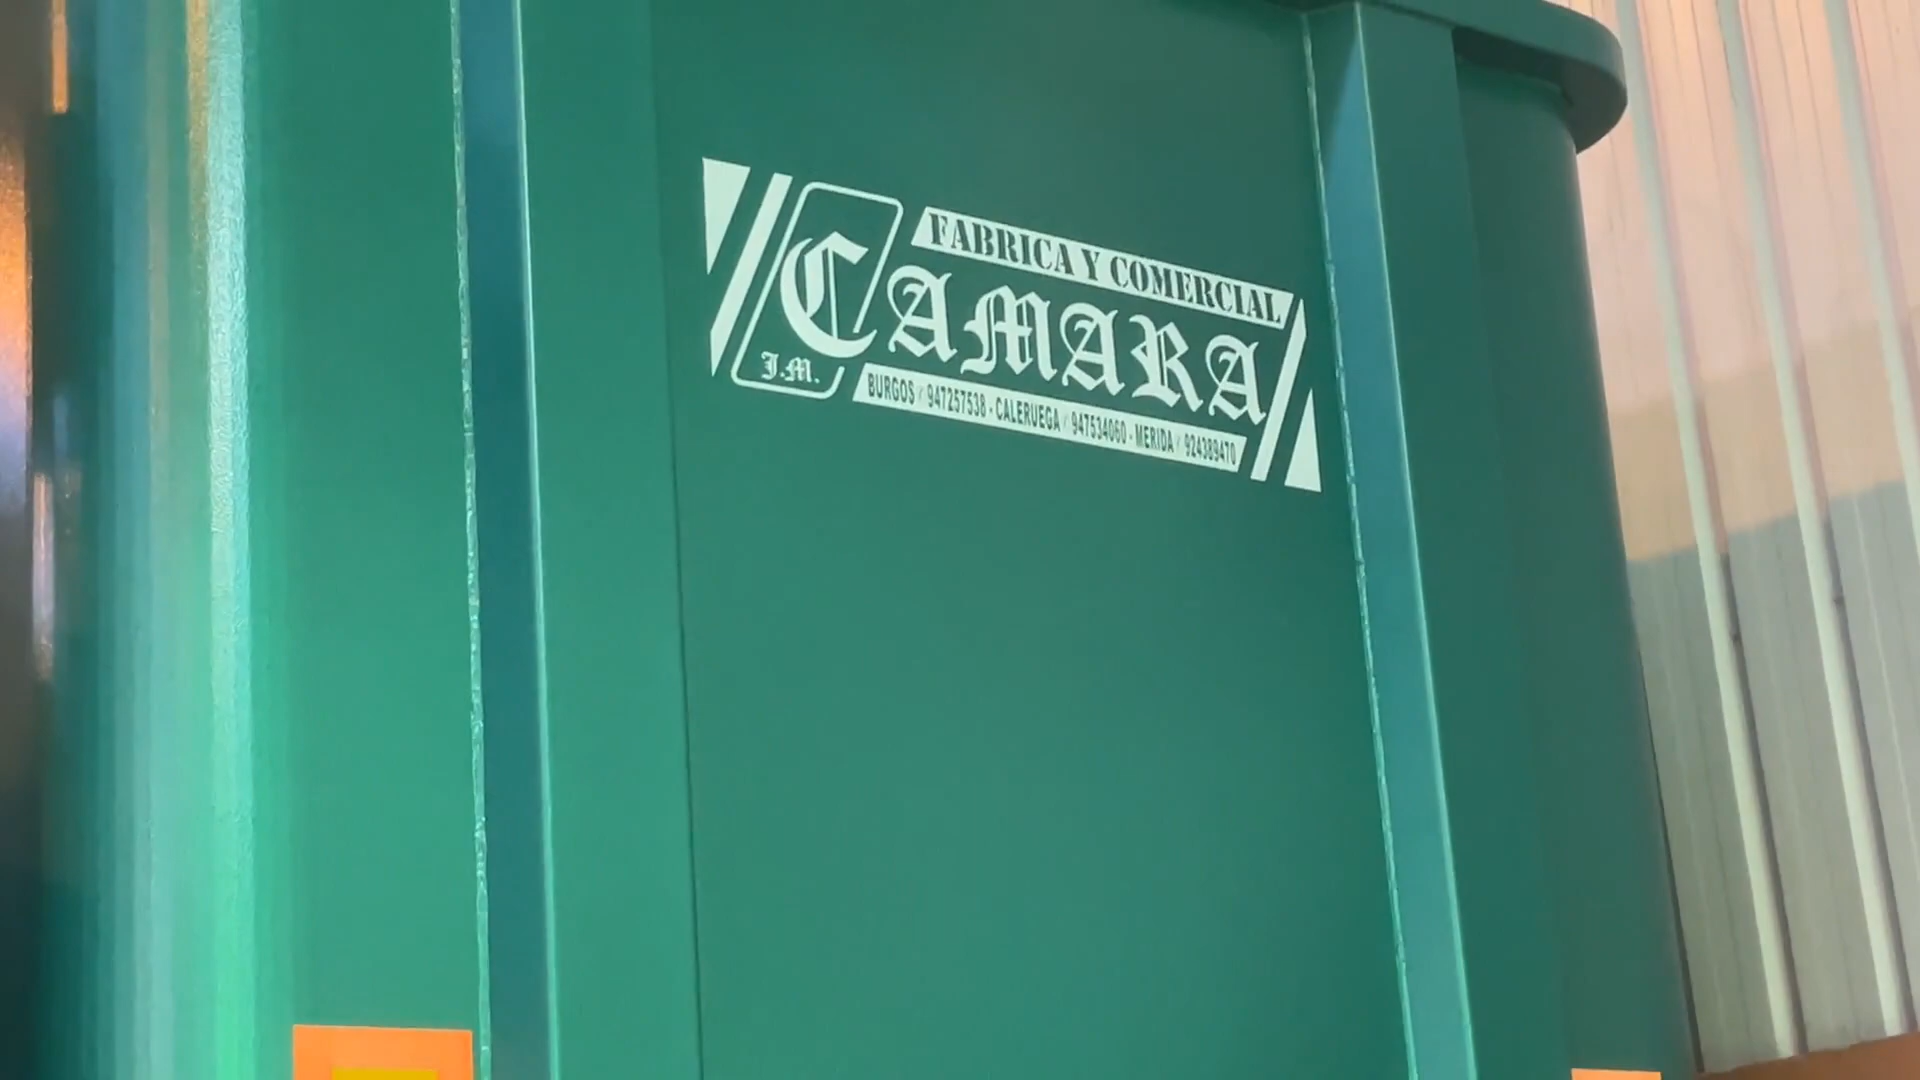 FABRICA Y COMERCIAL
CAMARA
J.M.
BURGOS / 947257538 - CALERUEGA / 947534060 - MERIDA / 924389470